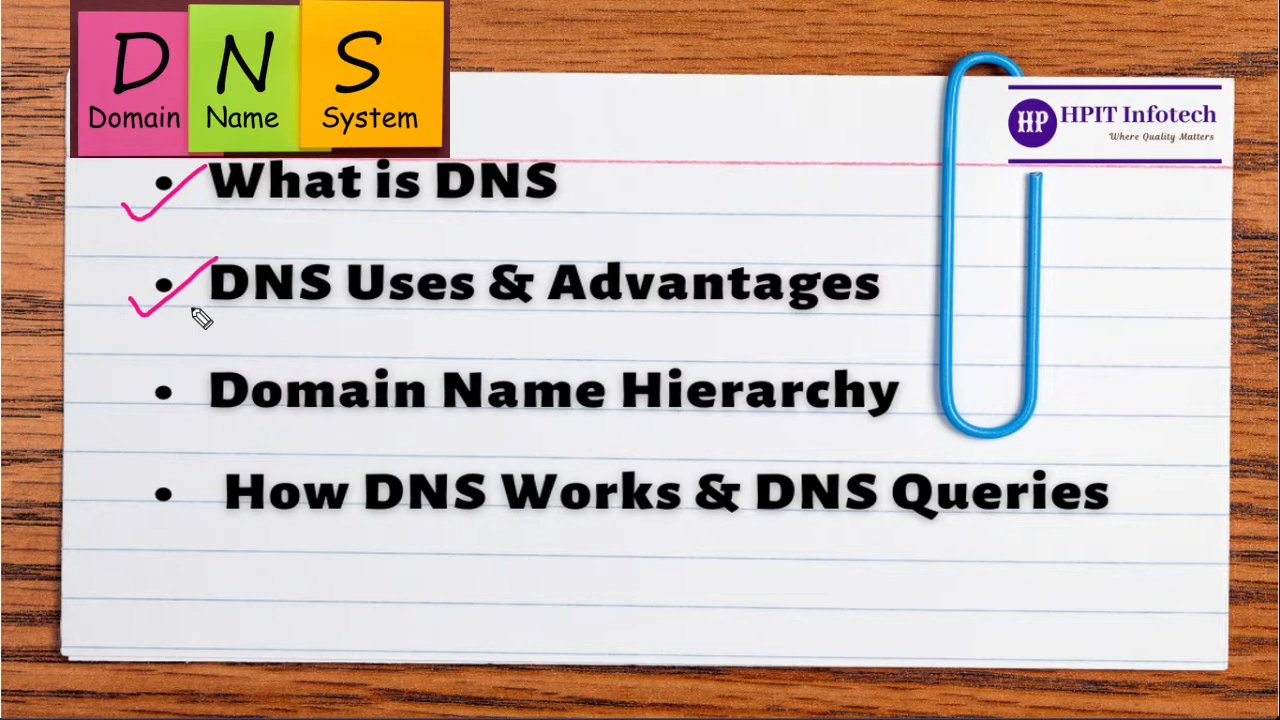 D N S
Domain Name System
HP HPIT Infotech
Where Quality Matters
• What is DNS
• DNS Uses & Advantages
• Domain Name Hierarchy
• How DNS Works & DNS Queries